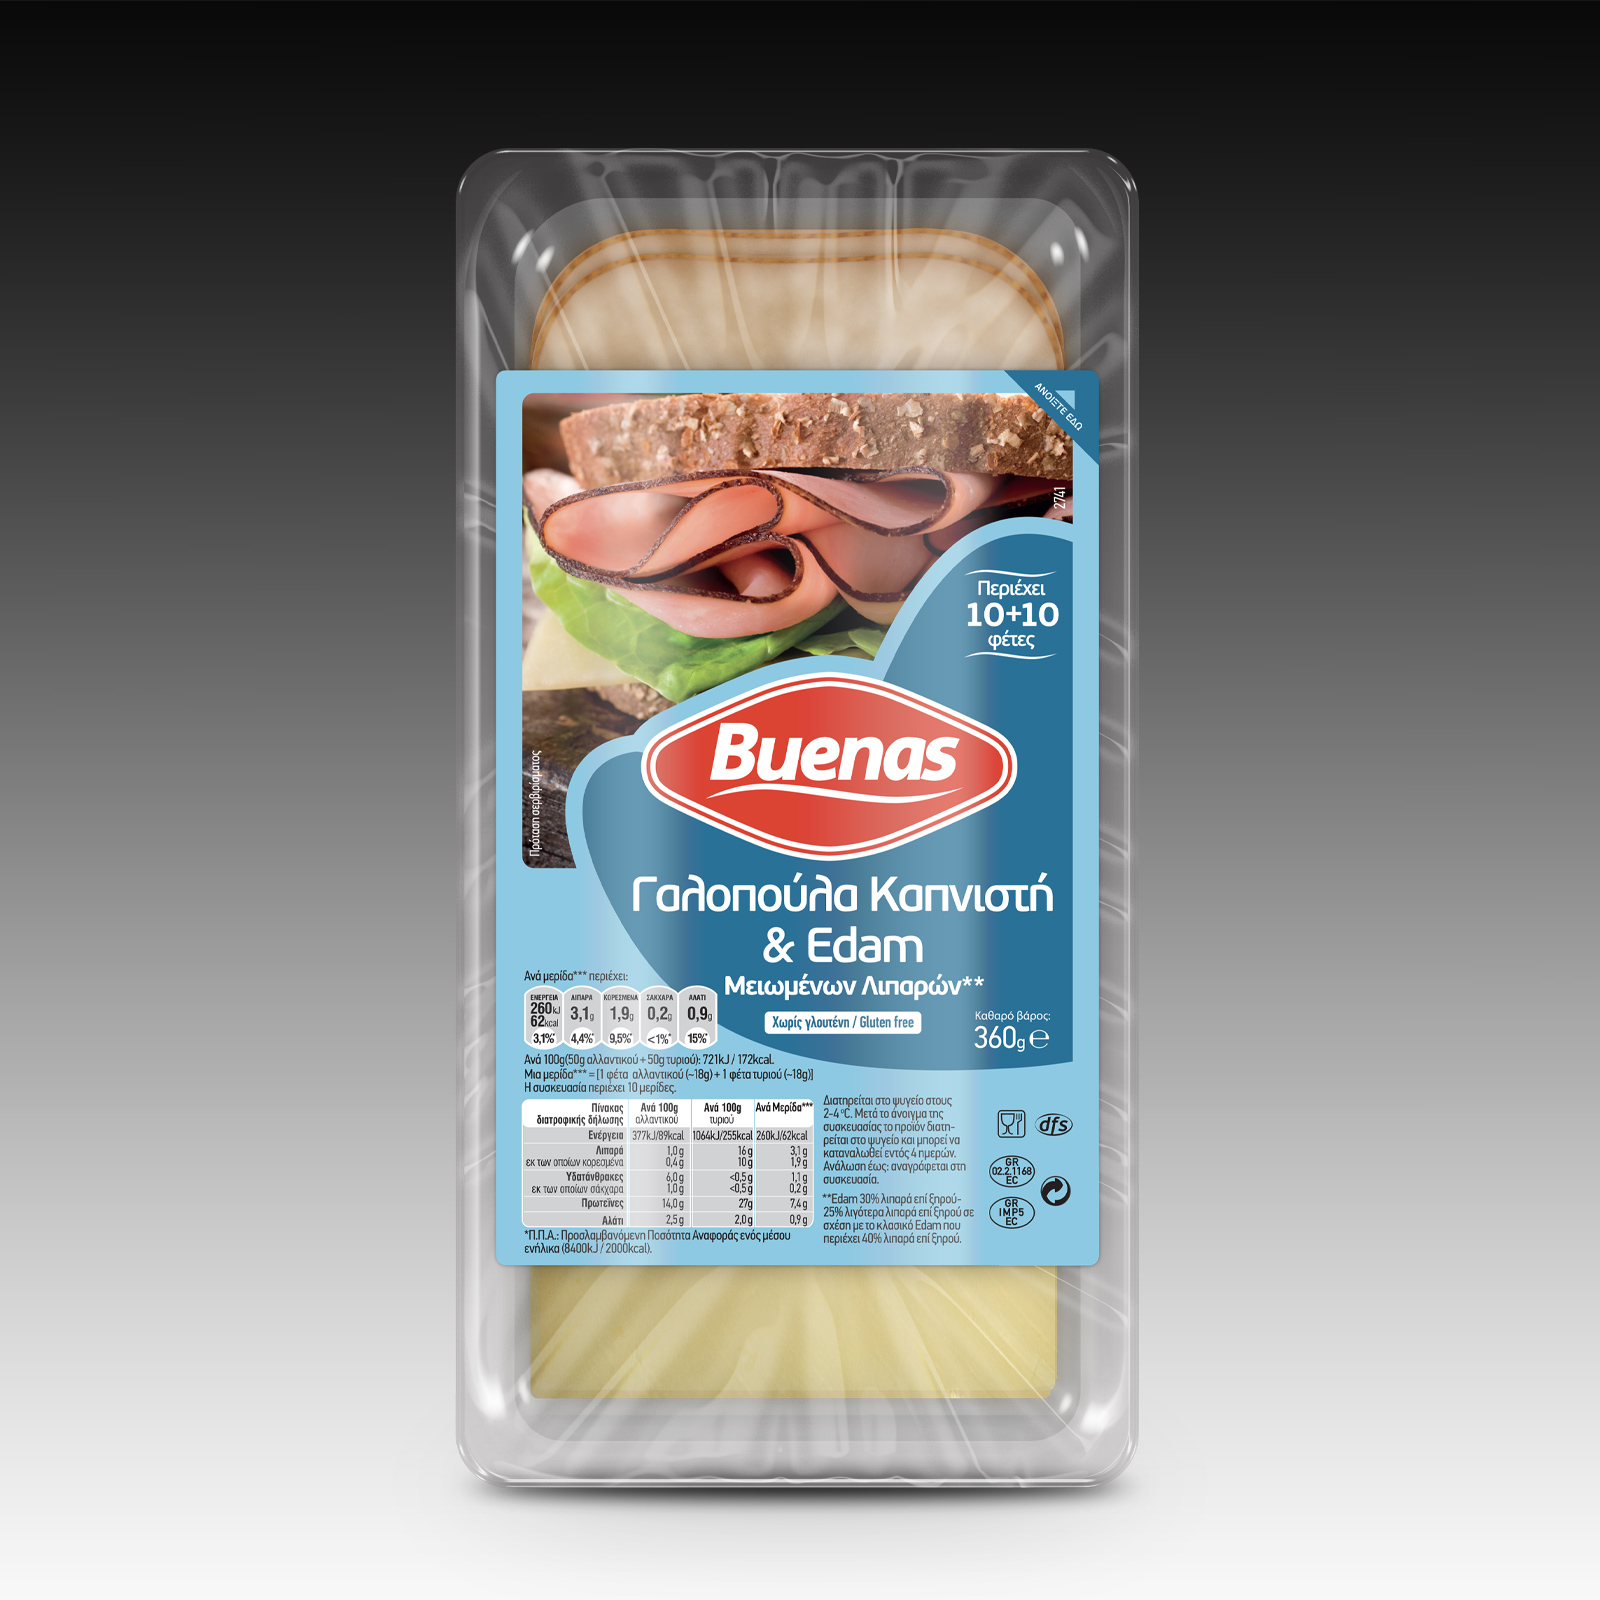 ΑΝΟΙΞΤΕ ΕΔΩ
2741
Περιέχει
10+10
φέτες
Buenas
Πρόταση σερβιρίσματος
Γαλοπούλα Καπνιστή
& Edam
Μειωμένων Λιπαρών**
Χωρίς γλουτένη / Gluten free
Καθαρό βάρος:
360g e
Ανά μερίδα*** περιέχει:
ΕΝΕΡΓΕΙΑ ΛΙΠΑΡΑ ΚΟΡΕΣΜΕΝΑ ΣΑΚΧΑΡΑ ΑΛΑΤΙ
260kJ 3,1g 1,9g 0,2g 0,9g
62kcal
3,1%* 4,4%* 9,5%* <1%* 15%*
Ανά 100g(50g αλλαντικού + 50g τυριού): 721kJ / 172kcal.
Μια μερίδα*** = [1 φέτα αλλαντικού (~18g) + 1 φέτα τυριού (~18g)]
Η συσκευασία περιέχει 10 μερίδες.
Πίνακας Ανά 100g Ανά 100g Ανά Μερίδα***
διατροφικής δήλωσης αλλαντικού τυριού
Ενέργεια 377kJ/89kcal 1064kJ/255kcal 260kJ/62kcal
Λιπαρά 1,0g 16g 3,1g
εκ των οποίων κορεσμένα 0,4g 10g 1,9g
Υδατάνθρακες 6,0g <0,5g 1,1g
εκ των οποίων σάκχαρα 1,0g <0,5g 0,2g
Πρωτεΐνες 14,0g 27g 7,4g
Αλάτι 2,5g 2,0g 0,9g
*Π.Π.Α.: Προσλαμβανόμενη Ποσότητα Αναφοράς ενός μέσου
ενήλικα (8400kJ / 2000kcal).
Διατηρείται στο ψυγείο στους
2-4 °C. Μετά το άνοιγμα της
συσκευασίας το προϊόν διατη-
ρείται στο ψυγείο και μπορεί να
καταναλωθεί εντός 4 ημερών.
Ανάλωση έως: αναγράφεται στη
συσκευασία.
**Edam 30% λιπαρά επί ξηρού-
25% λιγότερα λιπαρά επί ξηρού σε
σχέση με το κλασικό Edam που
περιέχει 40% λιπαρά επί ξηρού.
dfs
GR
02.2.1168
EC
GR
IMP5
EC